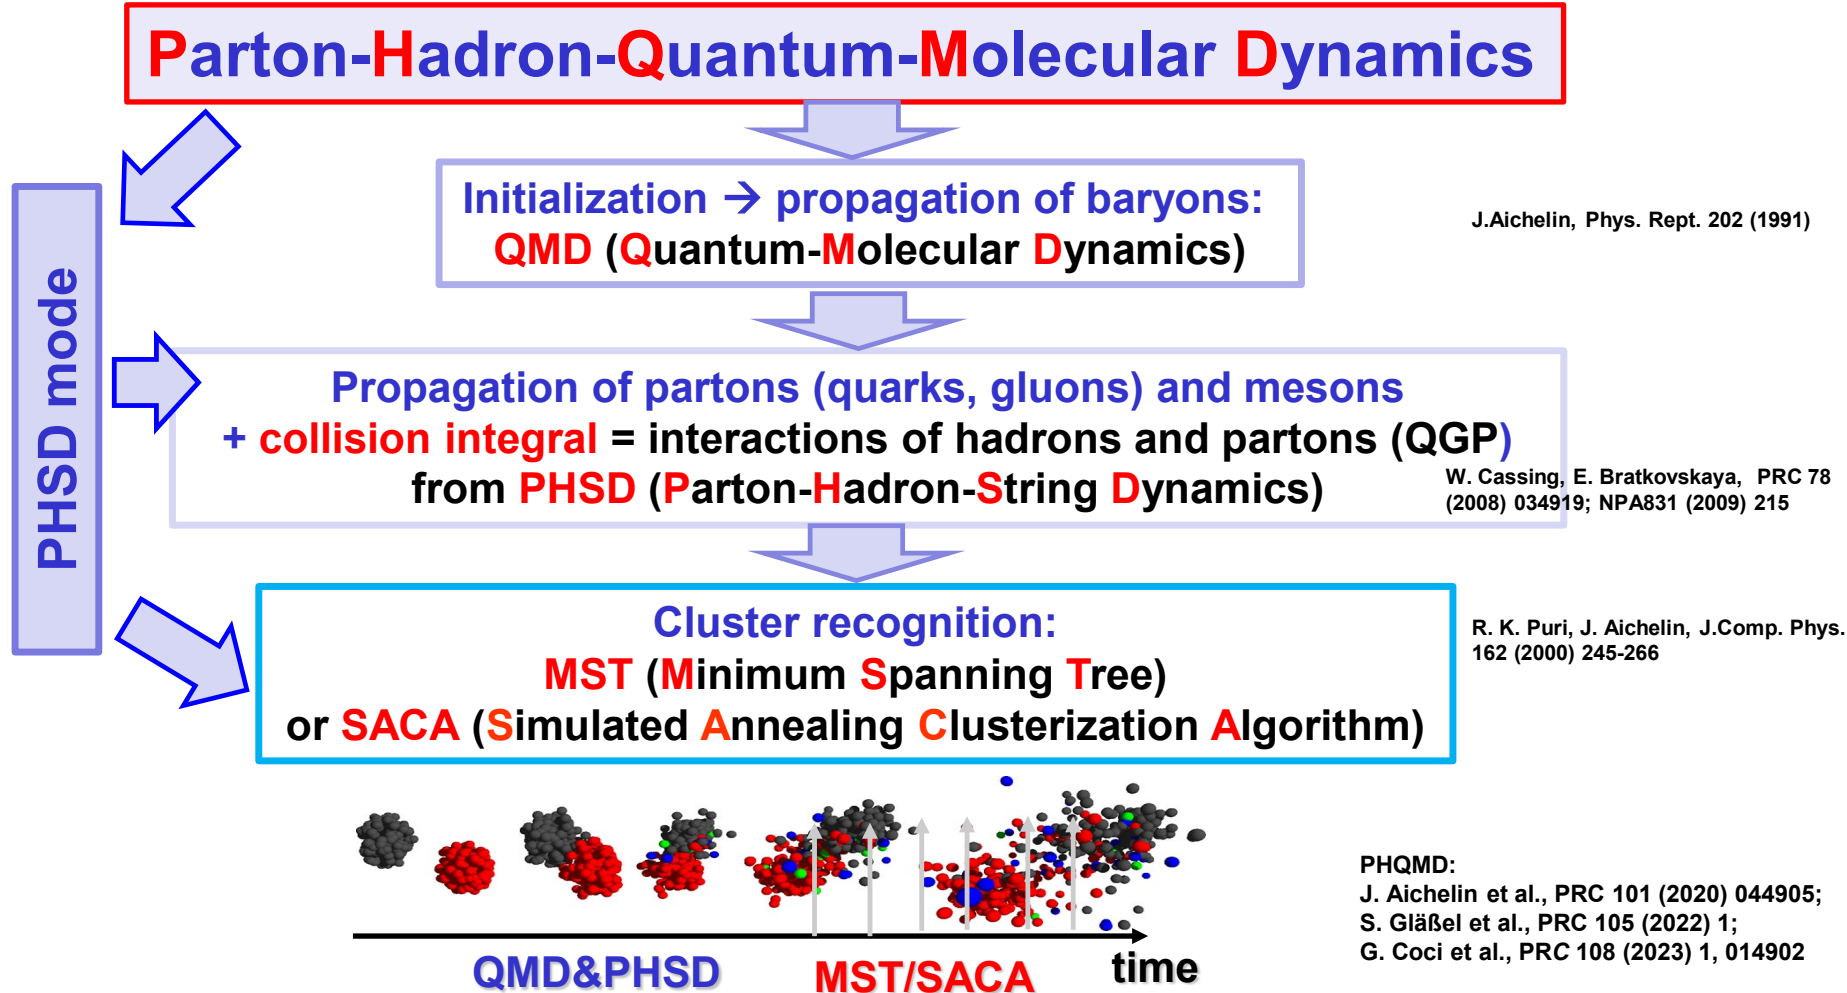 Parton-Hadron-Quantum-Molecular Dynamics
Initialization → propagation of baryons:
QMD (Quantum-Molecular Dynamics)
J.Aichelin, Phys. Rept. 202 (1991)
PHSD mode
Propagation of partons (quarks, gluons) and mesons
+ collision integral = interactions of hadrons and partons (QGP)
from PHSD (Parton-Hadron-String Dynamics)
W. Cassing, E. Bratkovskaya, PRC 78
(2008) 034919; NPA831 (2009) 215
Cluster recognition:
MST (Minimum Spanning Tree)
or SACA (Simulated Annealing Clusterization Algorithm)
R. K. Puri, J. Aichelin, J.Comp. Phys.
162 (2000) 245-266
QMD&PHSD
MST/SACA
time
PHQMD:
J. Aichelin et al., PRC 101 (2020) 044905;
S. Gläßel et al., PRC 105 (2022) 1;
G. Coci et al., PRC 108 (2023) 1, 014902